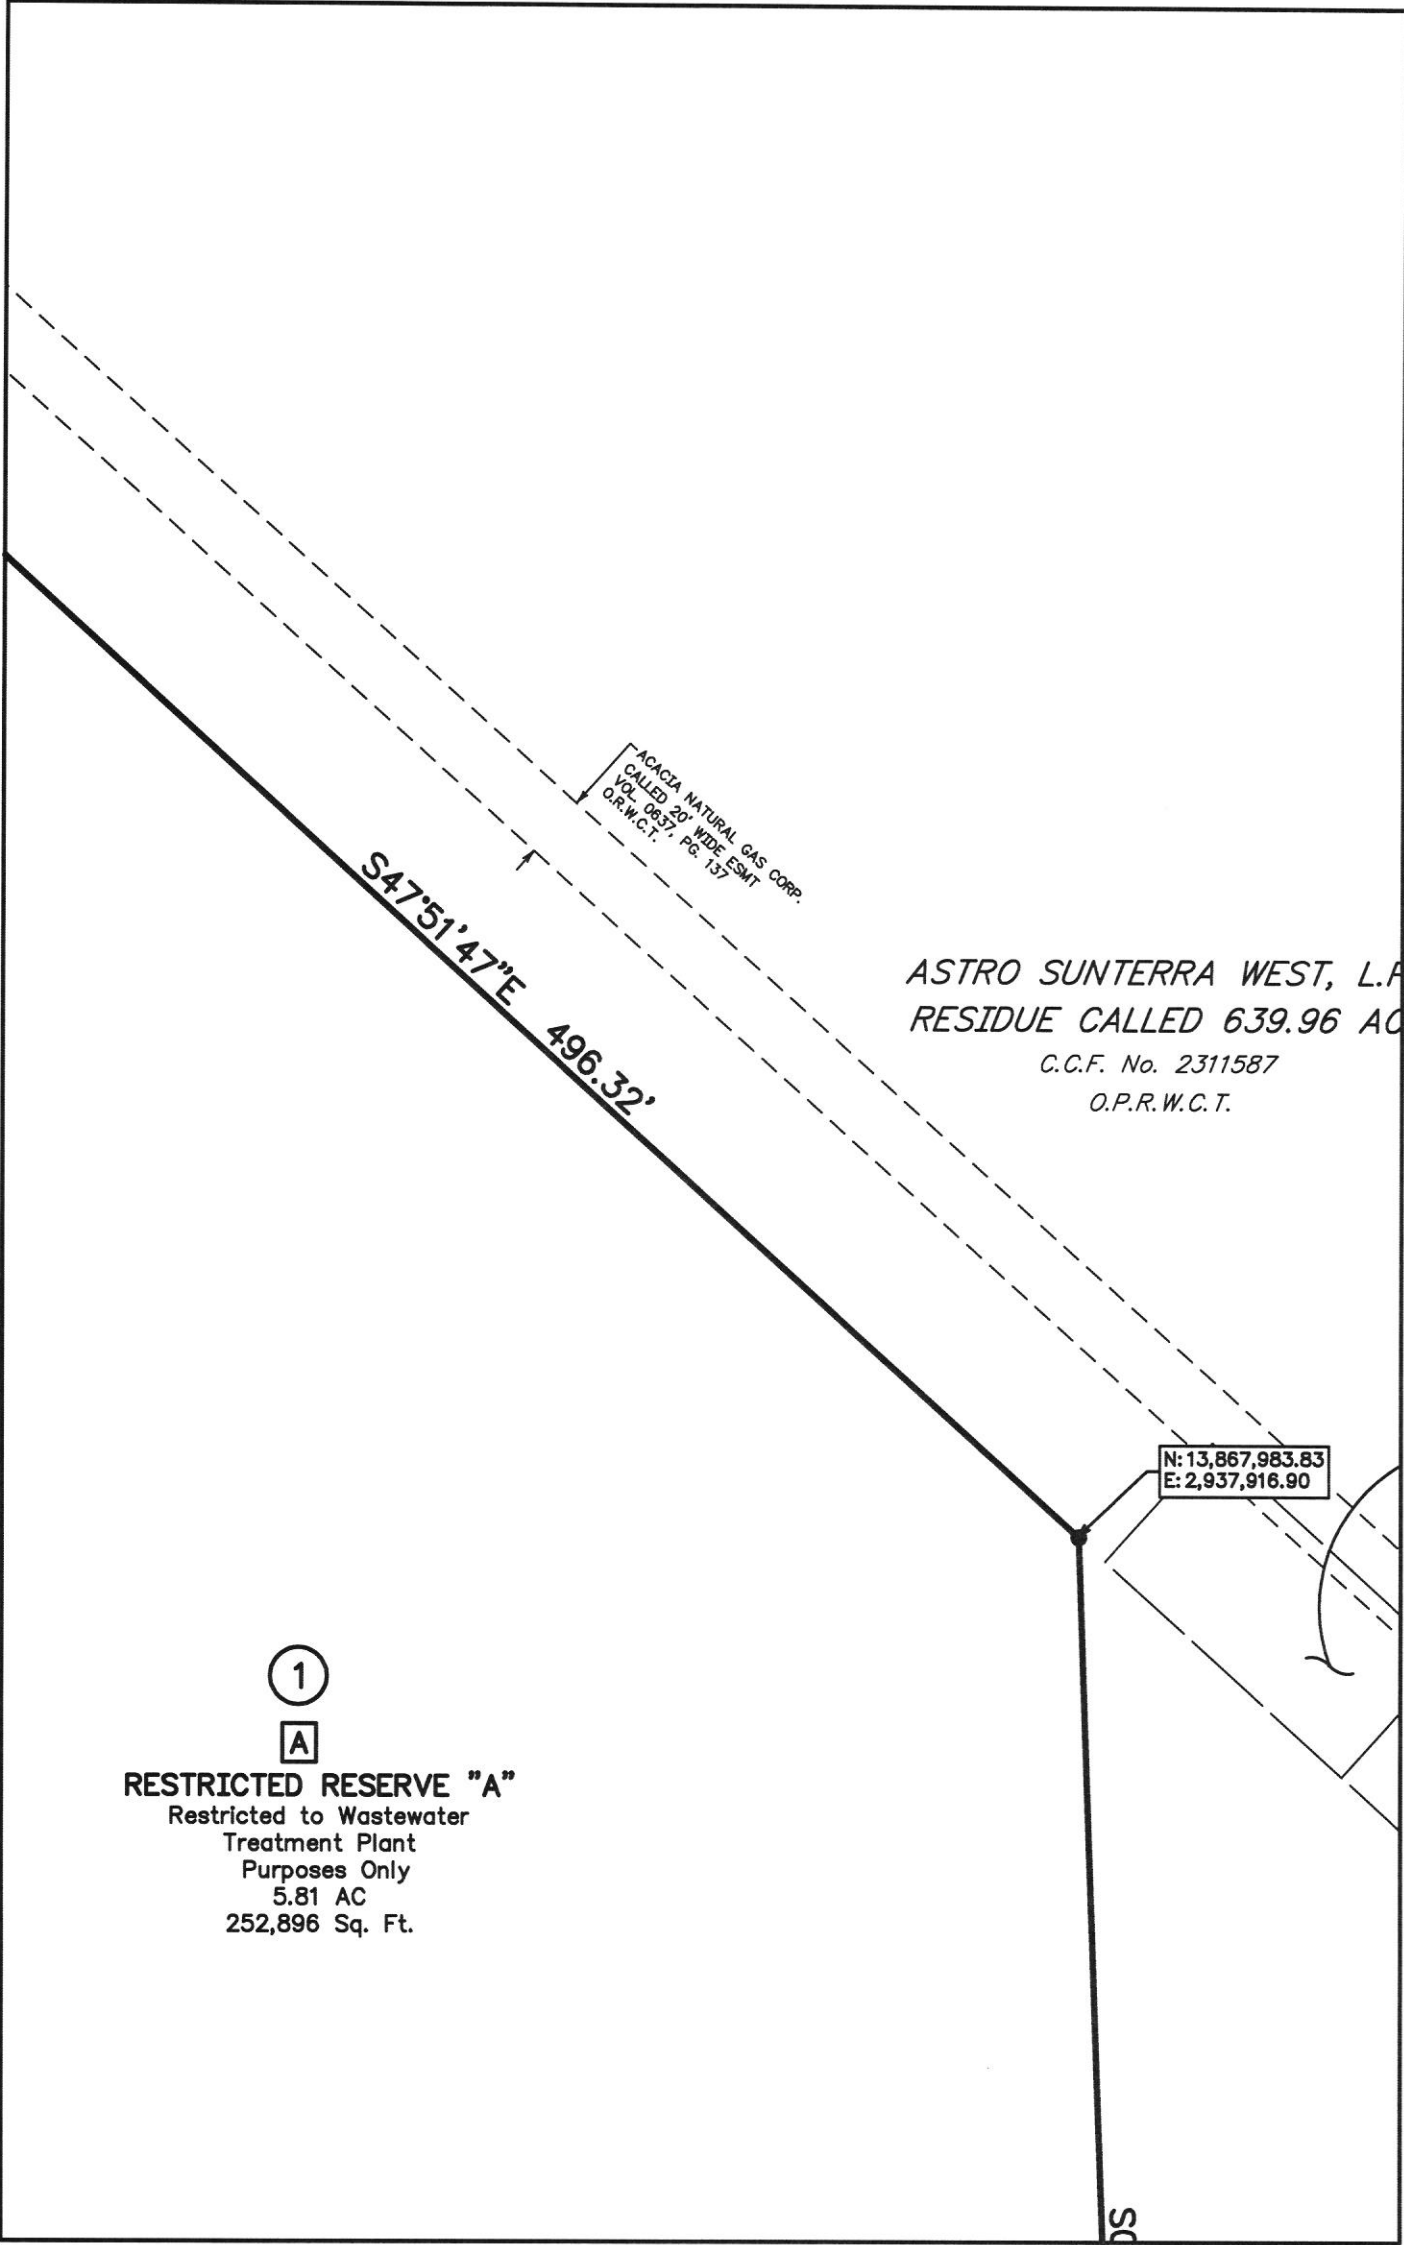 ACACIA NATURAL GAS CORP.
CALLED 20' WIDE ESMT
VOL. 0637, PG. 137
O.R.W.C.T.
S47°51'47"E 496.32'
ASTRO SUNTERRA WEST, L.P
RESIDUE CALLED 639.96 AC
C.C.F. No. 2311587
O.P.R.W.C.T.
N:13,867,983.83
E:2,937,916.90
1
A
RESTRICTED RESERVE "A"
Restricted to Wastewater
Treatment Plant
Purposes Only
5.81 AC
252,896 Sq. Ft.